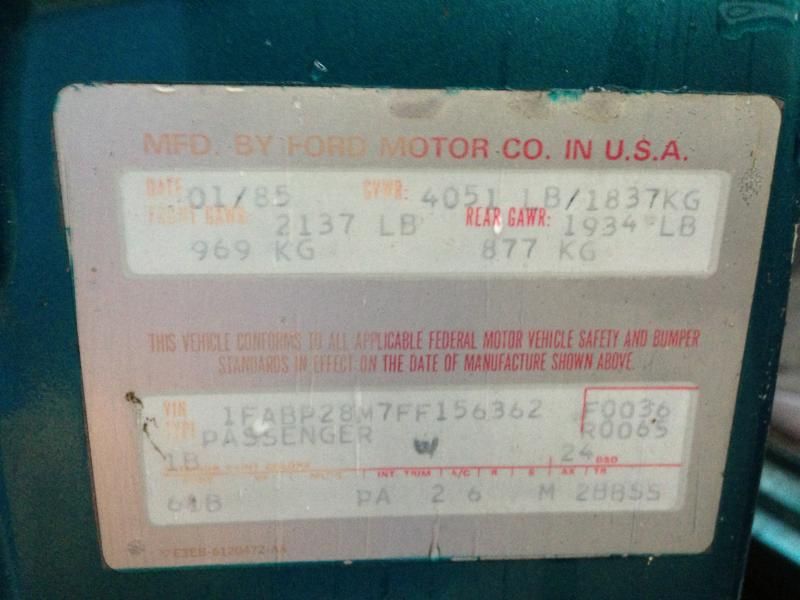 MFD. BY FORD MOTOR CO. IN U.S.A.
DATE 01/85 GVWR: 4051 LB/1837KG
FRONT GAWR: 2137 LB REAR GAWR: 1934 LB
969 KG 877 KG
THIS VEHICLE CONFORMS TO ALL APPLICABLE FEDERAL MOTOR VEHICLE SAFETY AND BUMPER
STANDARDS IN EFFECT ON THE DATE OF MANUFACTURE SHOWN ABOVE.
VIN 1FABP28M7FF156362 F0036
TYPE PASSENGER R0065
1B 24 DSO
INT. TRIM A/C R S AX TR
61B PA 2 6 M 2BBSS